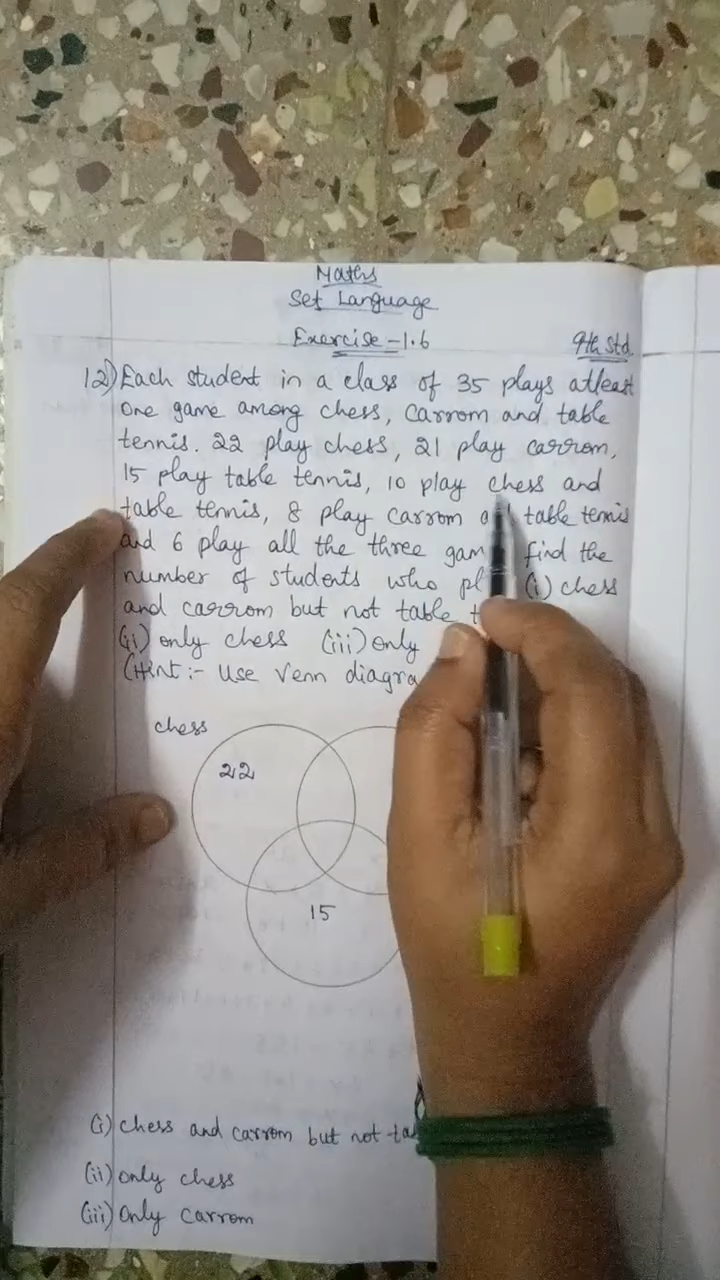 Maths
Set Language
Exercise - 1.6
9th Std.
12) Each student in a class of 35 plays atleast
one game among chess, carrom and table
tennis. 22 play chess, 21 play carrom,
15 play table tennis, 10 play chess and
table tennis, 8 play carrom table tennis
and 6 play all the three find the
number of students who (i) chess
and carrom but not table
(ii) only chess (iii) only
(Hint :- Use Venn
chess
22
15
(i) chess and carrom but not
(ii) only chess
(iii) Only carrom